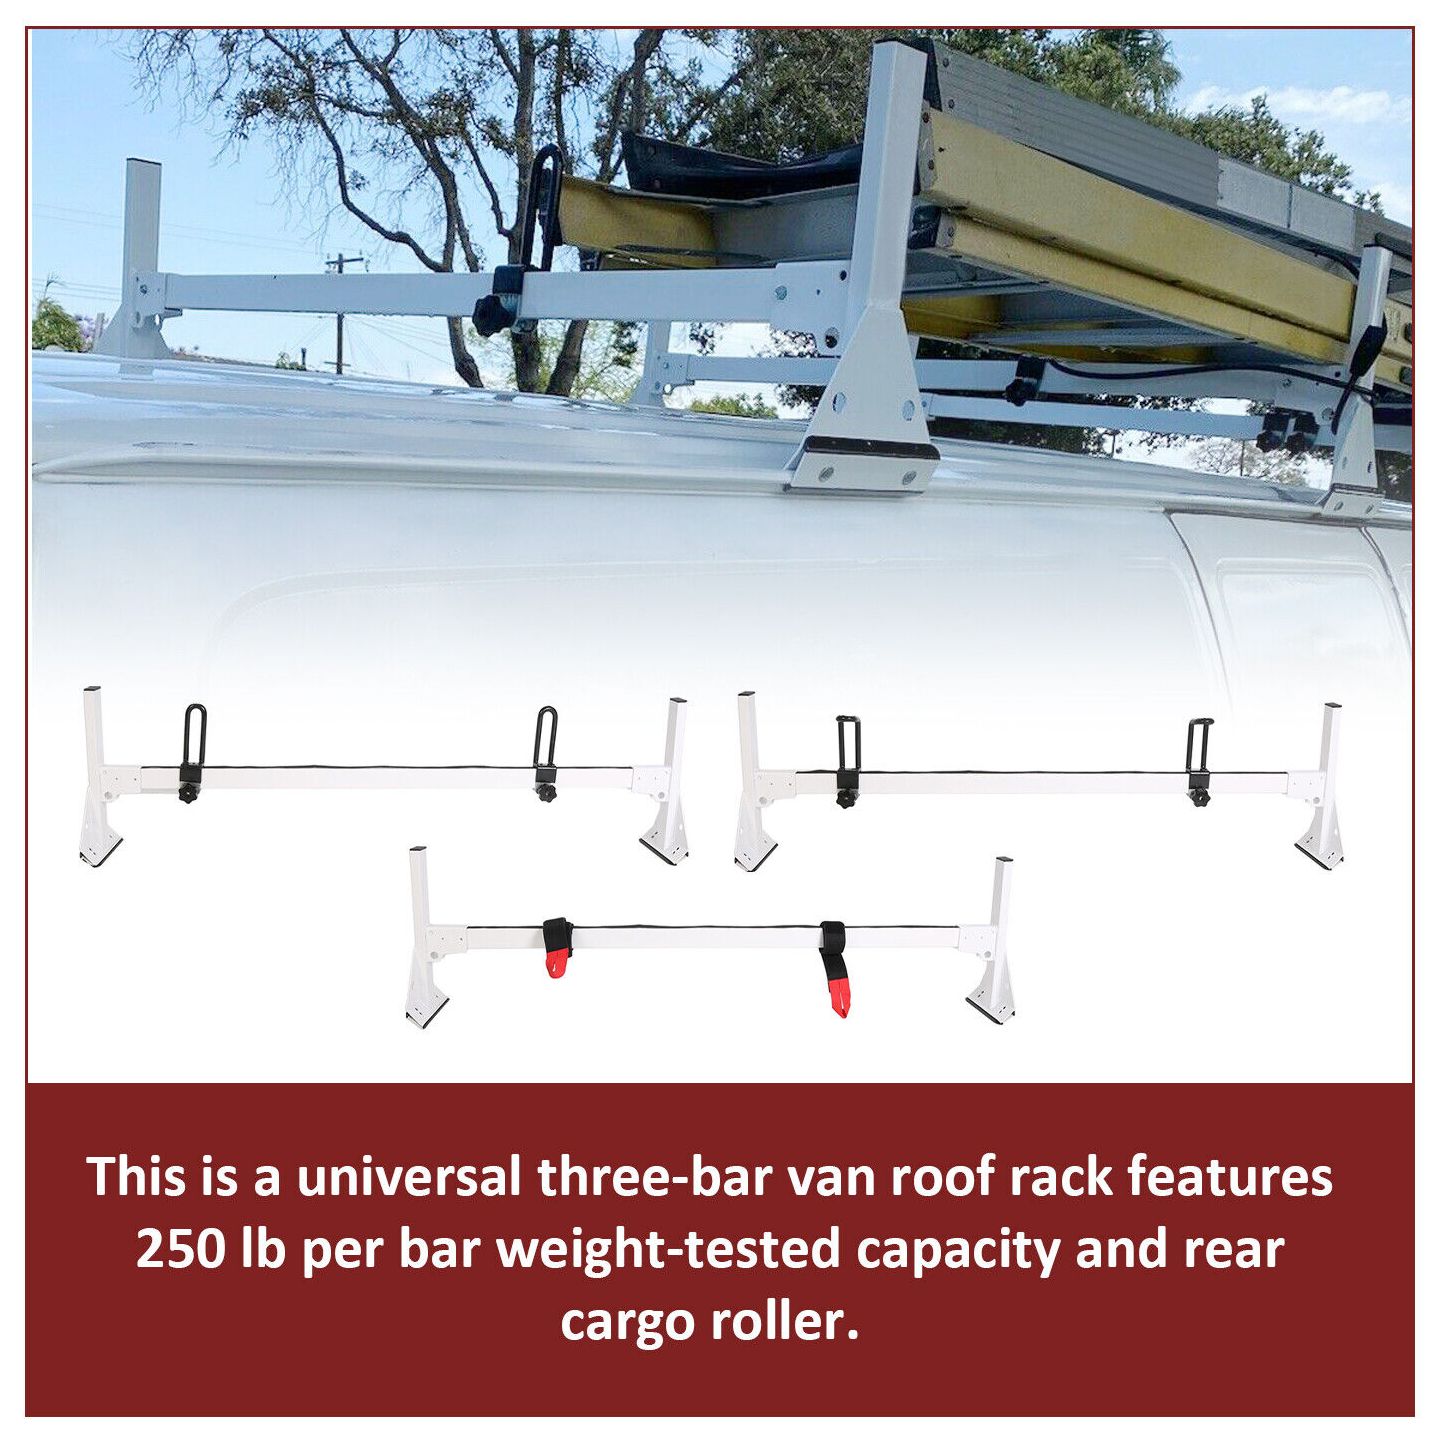 This is a universal three-bar van roof rack features
250 lb per bar weight-tested capacity and rear
cargo roller.